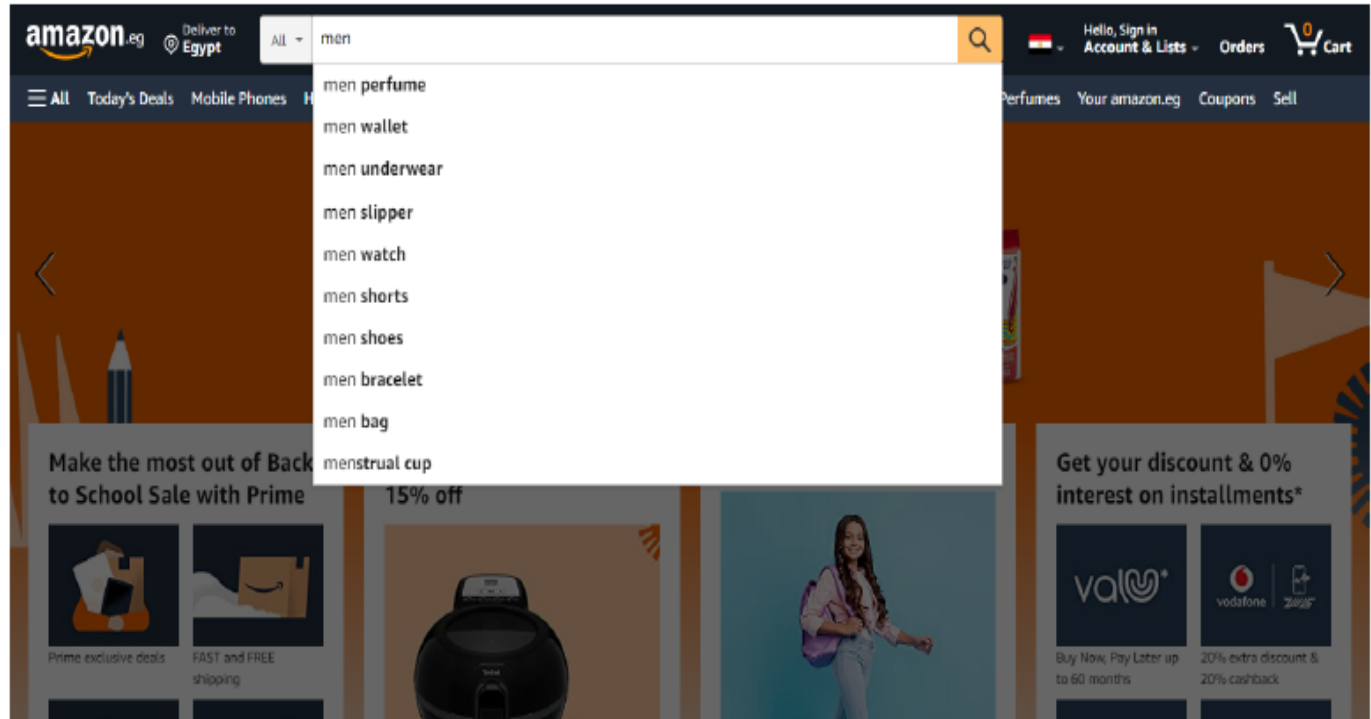 amazon.eg
Deliver to
Egypt
All
men
Hello, Sign in
Account & Lists
Orders
0
Cart
All
Today's Deals
Mobile Phones
H
Perfumes
Your amazon.eg
Coupons
Sell
men perfume
men wallet
men underwear
men slipper
men watch
men shorts
men shoes
men bracelet
men bag
menstrual cup
Make the most out of Back
to School Sale with Prime
15% off
Get your discount & 0%
interest on installments*
Prime exclusive deals
FAST and FREE
shipping
Tefal
valU*
vodafone
Buy Now, Pay Later up
to 60 months
20% extra discount &
20% cashback